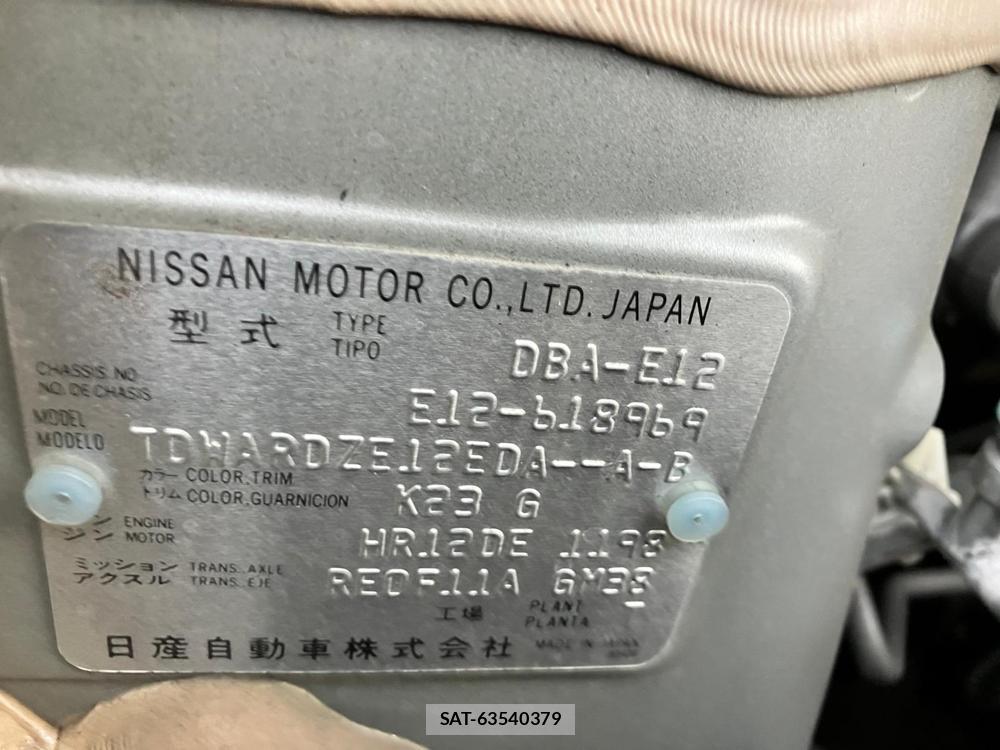 NISSAN MOTOR CO.,LTD. JAPAN
型式 TYPE
TIPO
DBA-E12
CHASSIS. NO
NO. DE CHASIS
E12-618969
MODEL
MODELO
TDWARDZE12EDA--A-B
カラー COLOR,TRIM
トリム COLOR,GUARNICION
K23 G
ン ENGINE
ジン MOTOR
HR12DE 1198
ミッション TRANS.,AXLE
アクスル TRANS.,EJE
RE0F11A GM38
工場 PLANT
PLANTA
日産自動車株式会社 MADE IN JAPAN
SAT-63540379